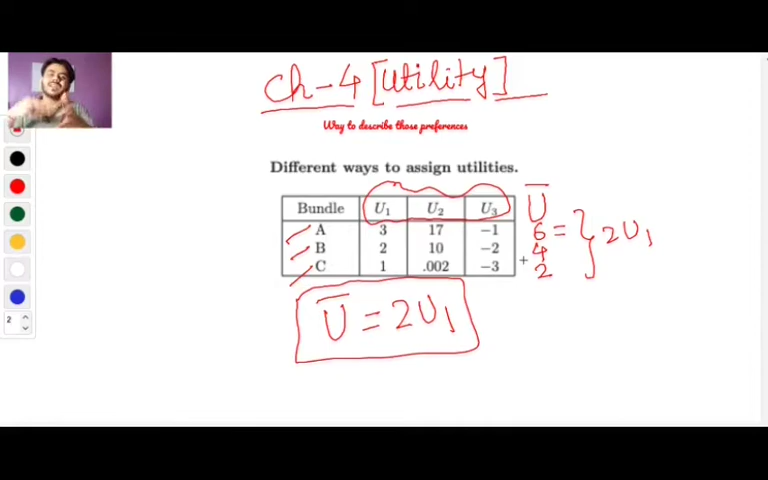 Ch-4 [Utility]
Way to describe those preferences
Different ways to assign utilities.
Bundle U₁ U₂ U₃ U̅
A 3 17 −1 6 = } 2U₁
B 2 10 −2 4
C 1 .002 −3 + 2
U̅ = 2U₁
2